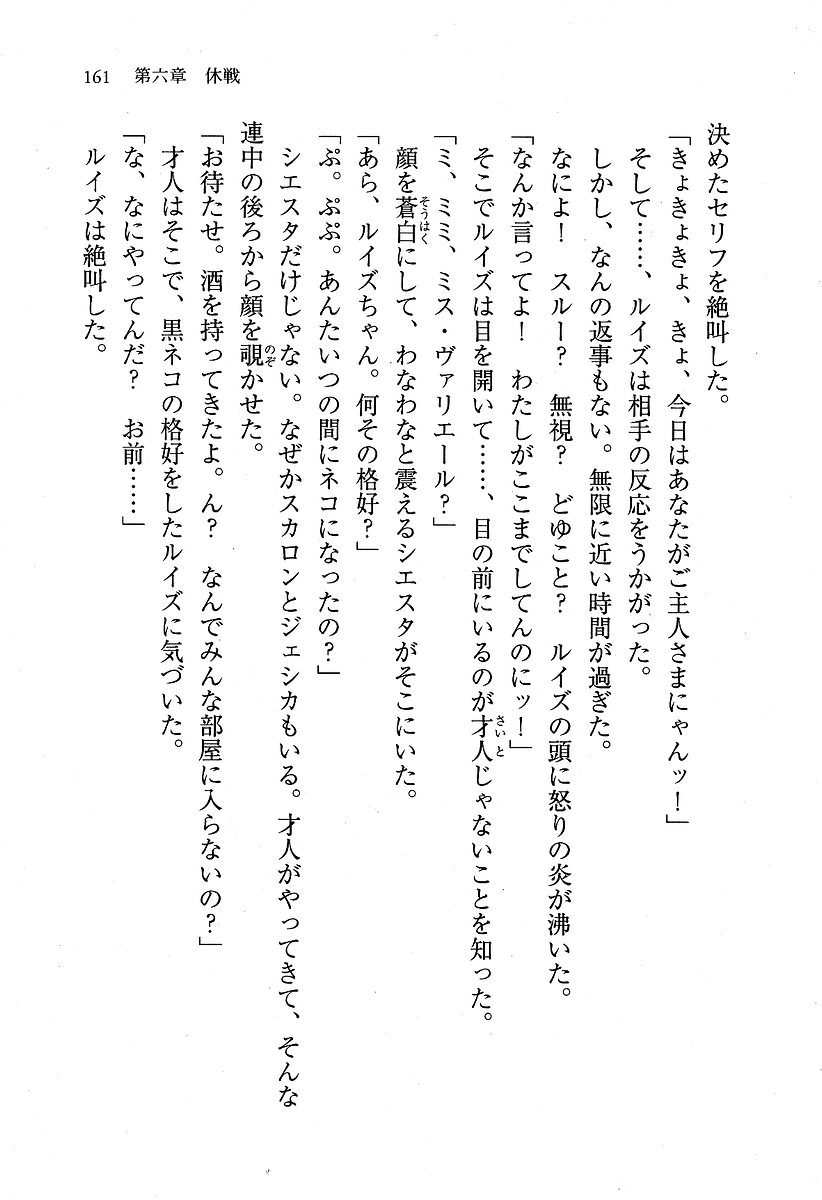 161　第六章　休戦
決めたセリフを絶叫した。
「きょきょきょ、きょ、今日はあなたがご主人さまにゃんッ！」
そして……、ルイズは相手の反応をうかがった。
しかし、なんの返事もない。無限に近い時間が過ぎた。
なによ！　スルー？　無視？　どゆこと？　ルイズの頭に怒りの炎が沸いた。
「なんか言ってよ！　わたしがここまでしてんのにッ！」
そこでルイズは目を開いて……、目の前にいるのが才人じゃないことを知った。
「ミ、ミミ、ミス・ヴァリエール？」
顔を蒼白にして、わなわなと震えるシエスタがそこにいた。
「あら、ルイズちゃん。何その格好？」
「ぷ。ぷぷ。あんたいつの間にネコになったの？」
シエスタだけじゃない。なぜかスカロンとジェシカもいる。才人がやってきて、そんな
連中の後ろから顔を覗かせた。
「お待たせ。酒を持ってきたよ。ん？　なんでみんな部屋に入らないの？」
才人はそこで、黒ネコの格好をしたルイズに気づいた。
「な、なにやってんだ？　お前……」
ルイズは絶叫した。